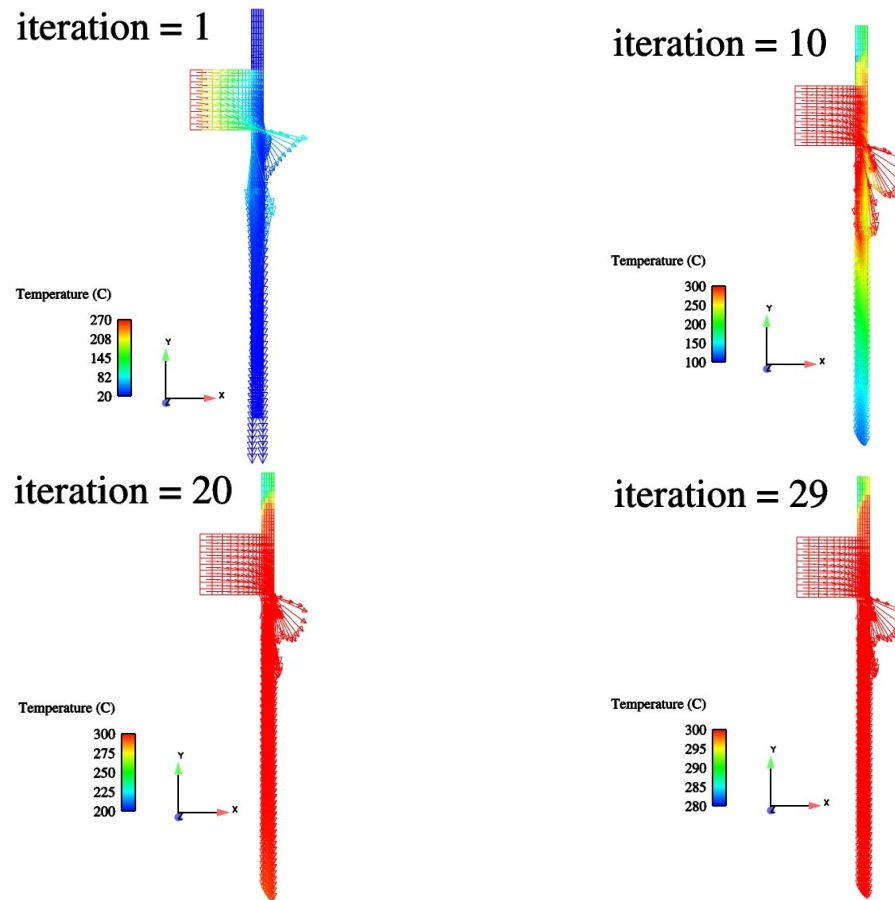 iteration = 1
Temperature (C)
270
208
145
82
20
Y
X
Z
iteration = 10
Temperature (C)
300
250
200
150
100
Y
X
Z
iteration = 20
Temperature (C)
300
275
250
225
200
Y
X
Z
iteration = 29
Temperature (C)
300
295
290
285
280
Y
X
Z